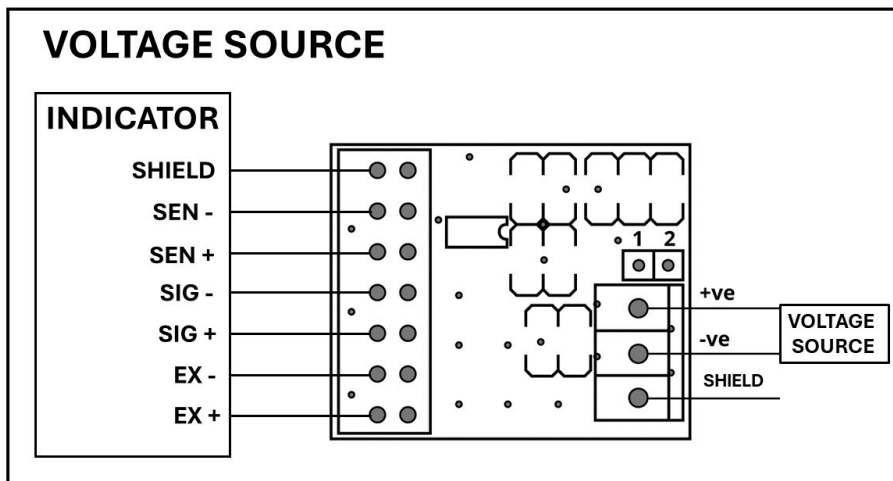 VOLTAGE SOURCE
INDICATOR
SHIELD
SEN -
SEN +
SIG -
SIG +
EX -
EX +
1 2
+ve
-ve
SHIELD
VOLTAGE
SOURCE